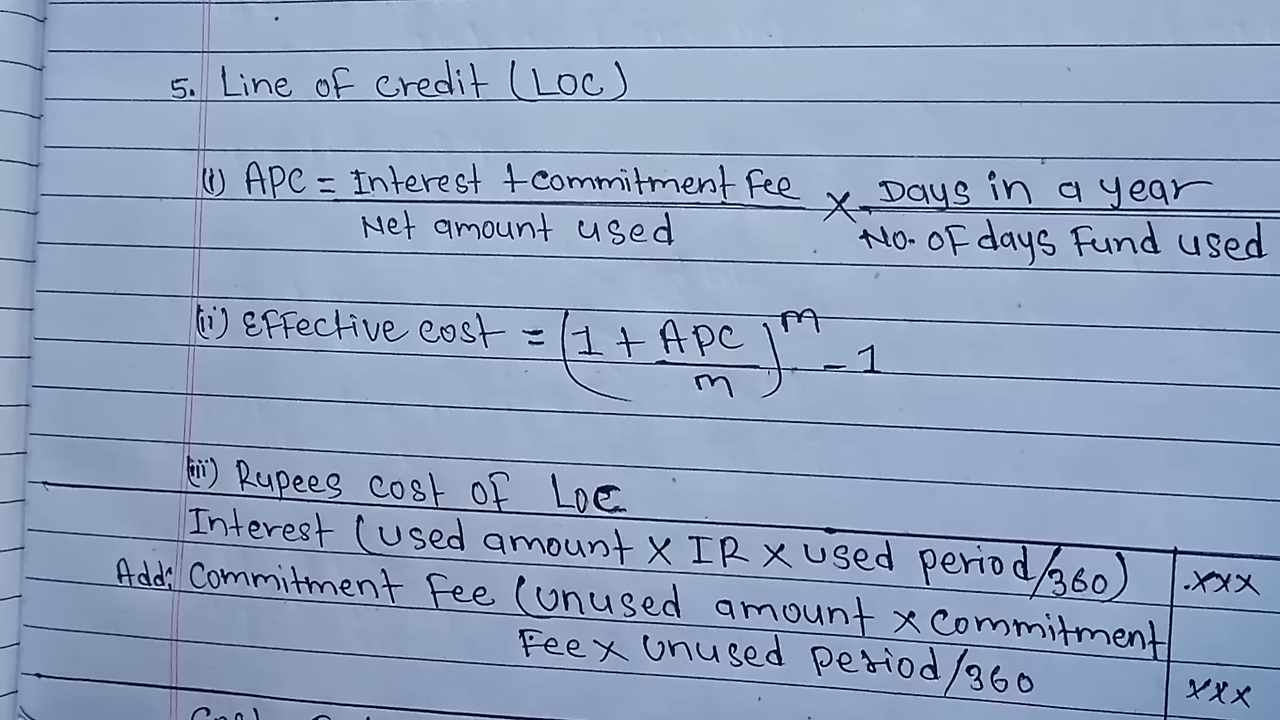 5. Line of credit (LOC)
(i) APC = Interest + commitment Fee / Net amount used × Days in a year / No. of days Fund used
(ii) Effective cost = (1 + APC / m)^m - 1
(iii) Rupees cost of LOC
Interest (used amount × IR × used period/360) xxx
Add: Commitment Fee (Unused amount × commitment
Fee × Unused period/360 xxx